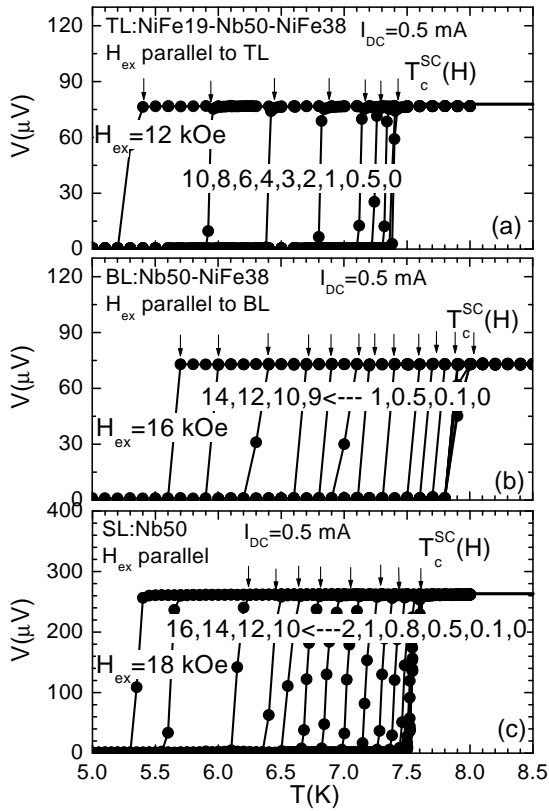 TL:NiFe19-Nb50-NiFe38 I_DC=0.5 mA
H_ex parallel to TL
T_c^SC(H)
H_ex=12 kOe
10,8,6,4,3,2,1,0.5,0
(a)
V(μV)
120
90
60
30
0
BL:Nb50-NiFe38 I_DC=0.5 mA
H_ex parallel to BL
T_c^SC(H)
14,12,10,9<--- 1,0.5,0.1,0
H_ex=16 kOe
(b)
V(μV)
120
90
60
30
0
SL:Nb50 I_DC=0.5 mA
H_ex parallel
T_c^SC(H)
16,14,12,10<---2,1,0.8,0.5,0.1,0
H_ex=18 kOe
(c)
V(μV)
400
300
200
100
0
5.0 5.5 6.0 6.5 7.0 7.5 8.0 8.5
T(K)